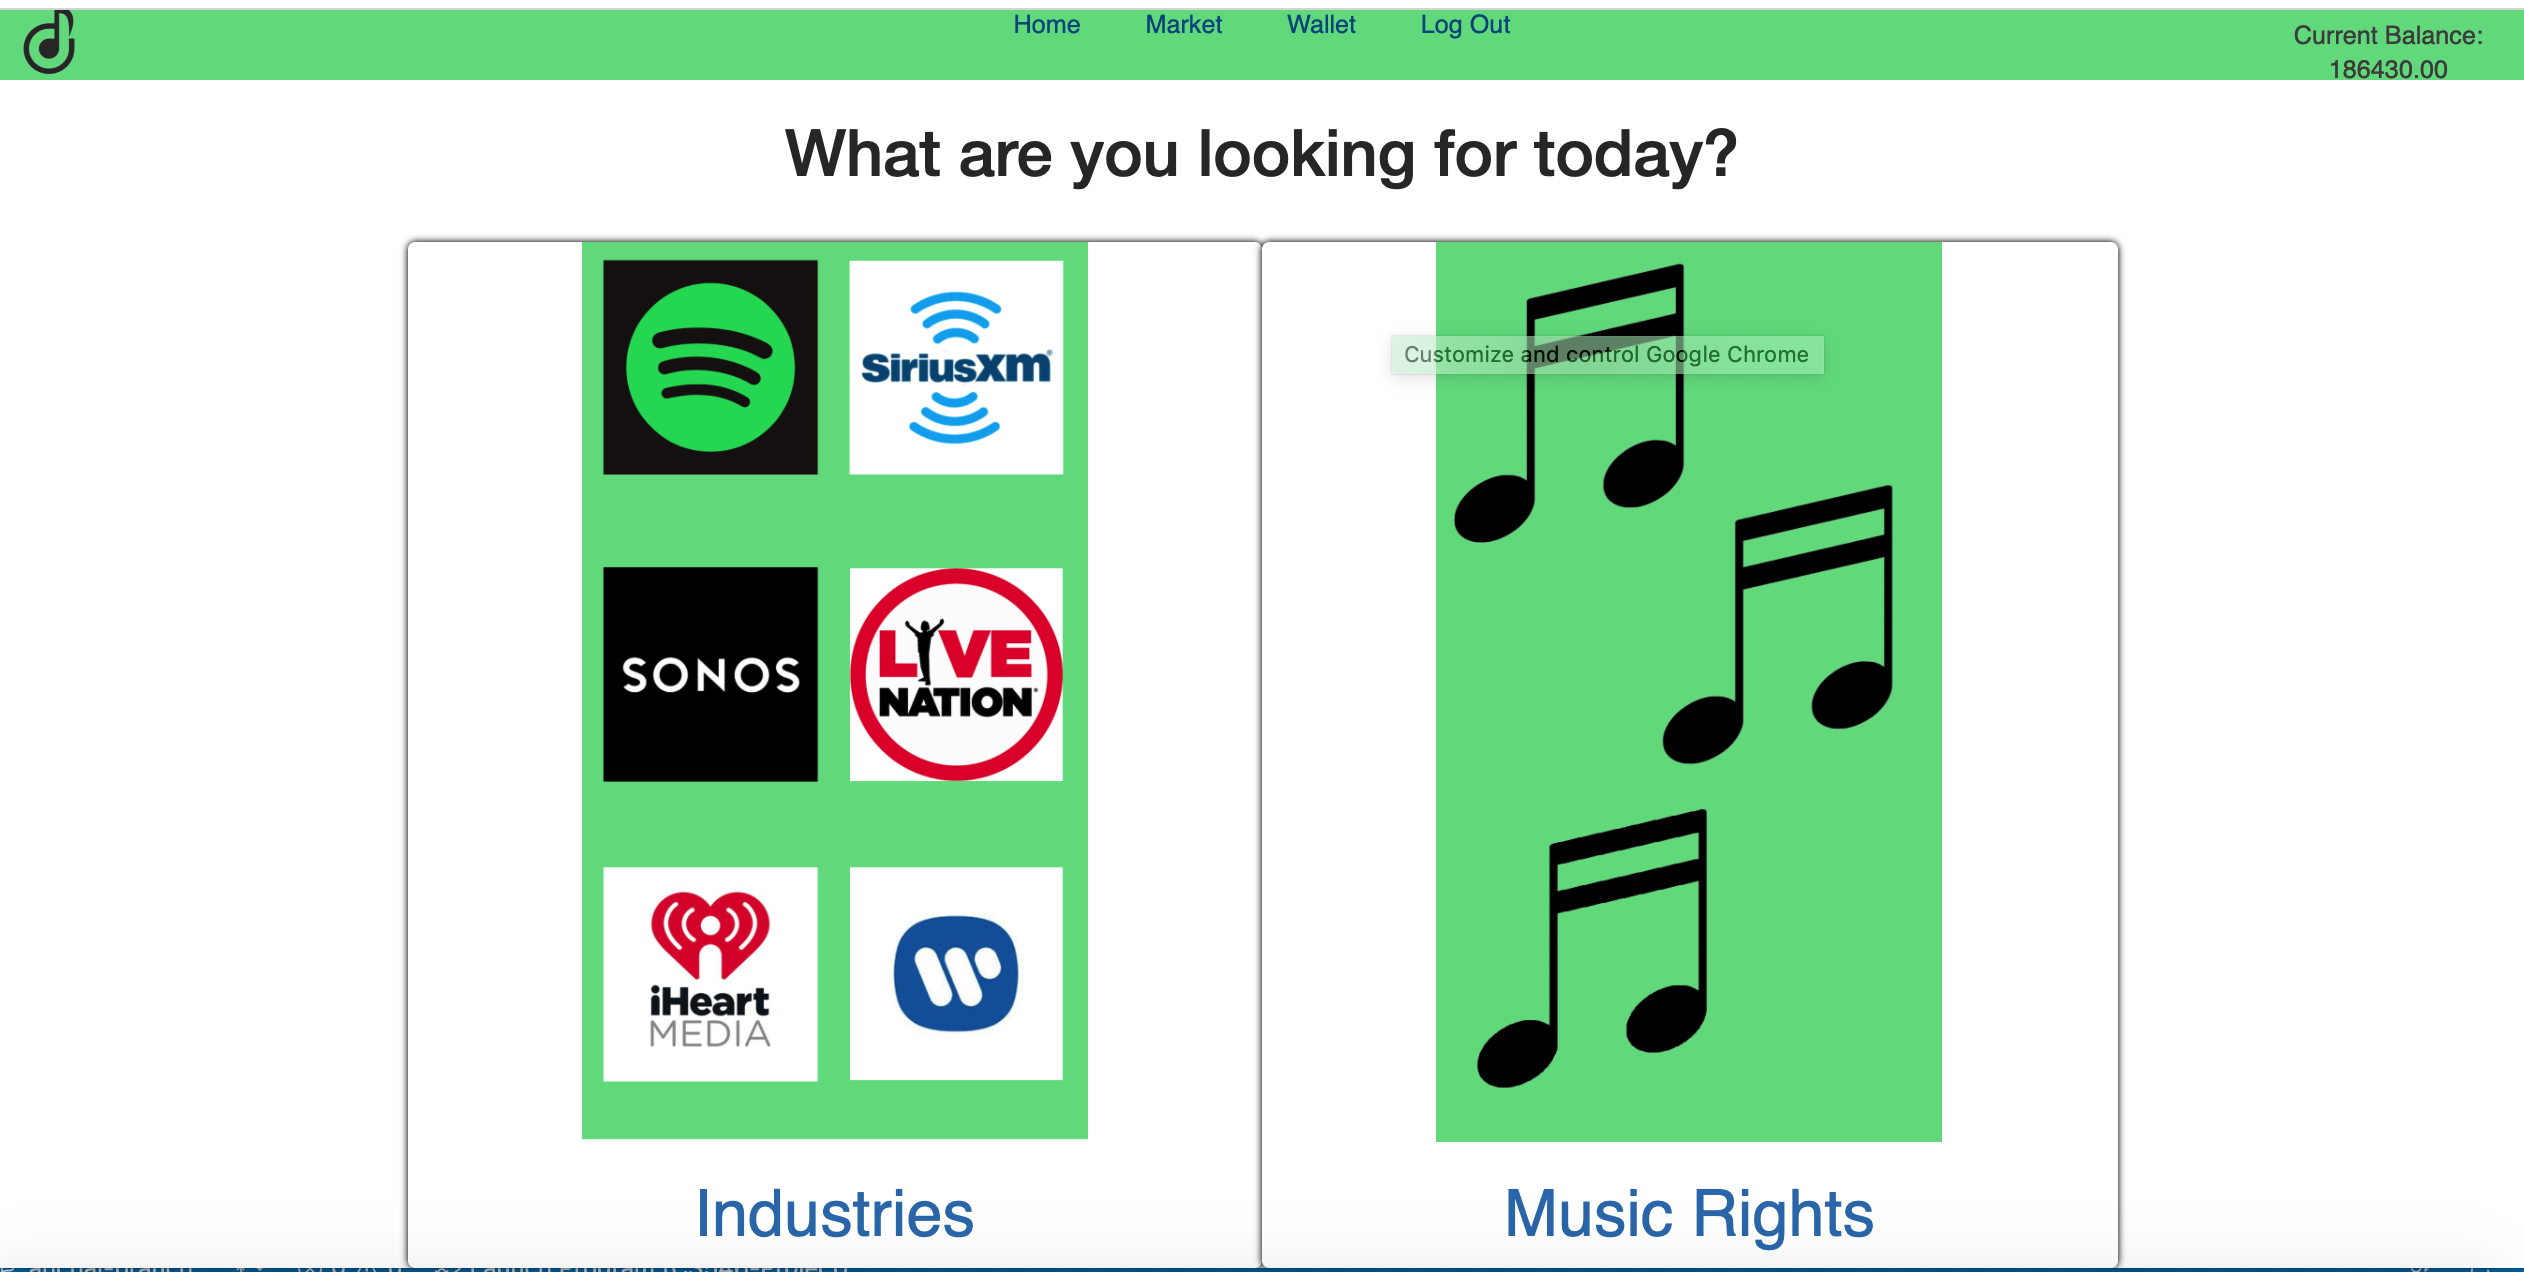 Home Market Wallet Log Out
Current Balance:
186430.00
What are you looking for today?
SiriusXM
Customize and control Google Chrome
SONOS
LIVE
NATION
iHeart
MEDIA
Industries
Music Rights